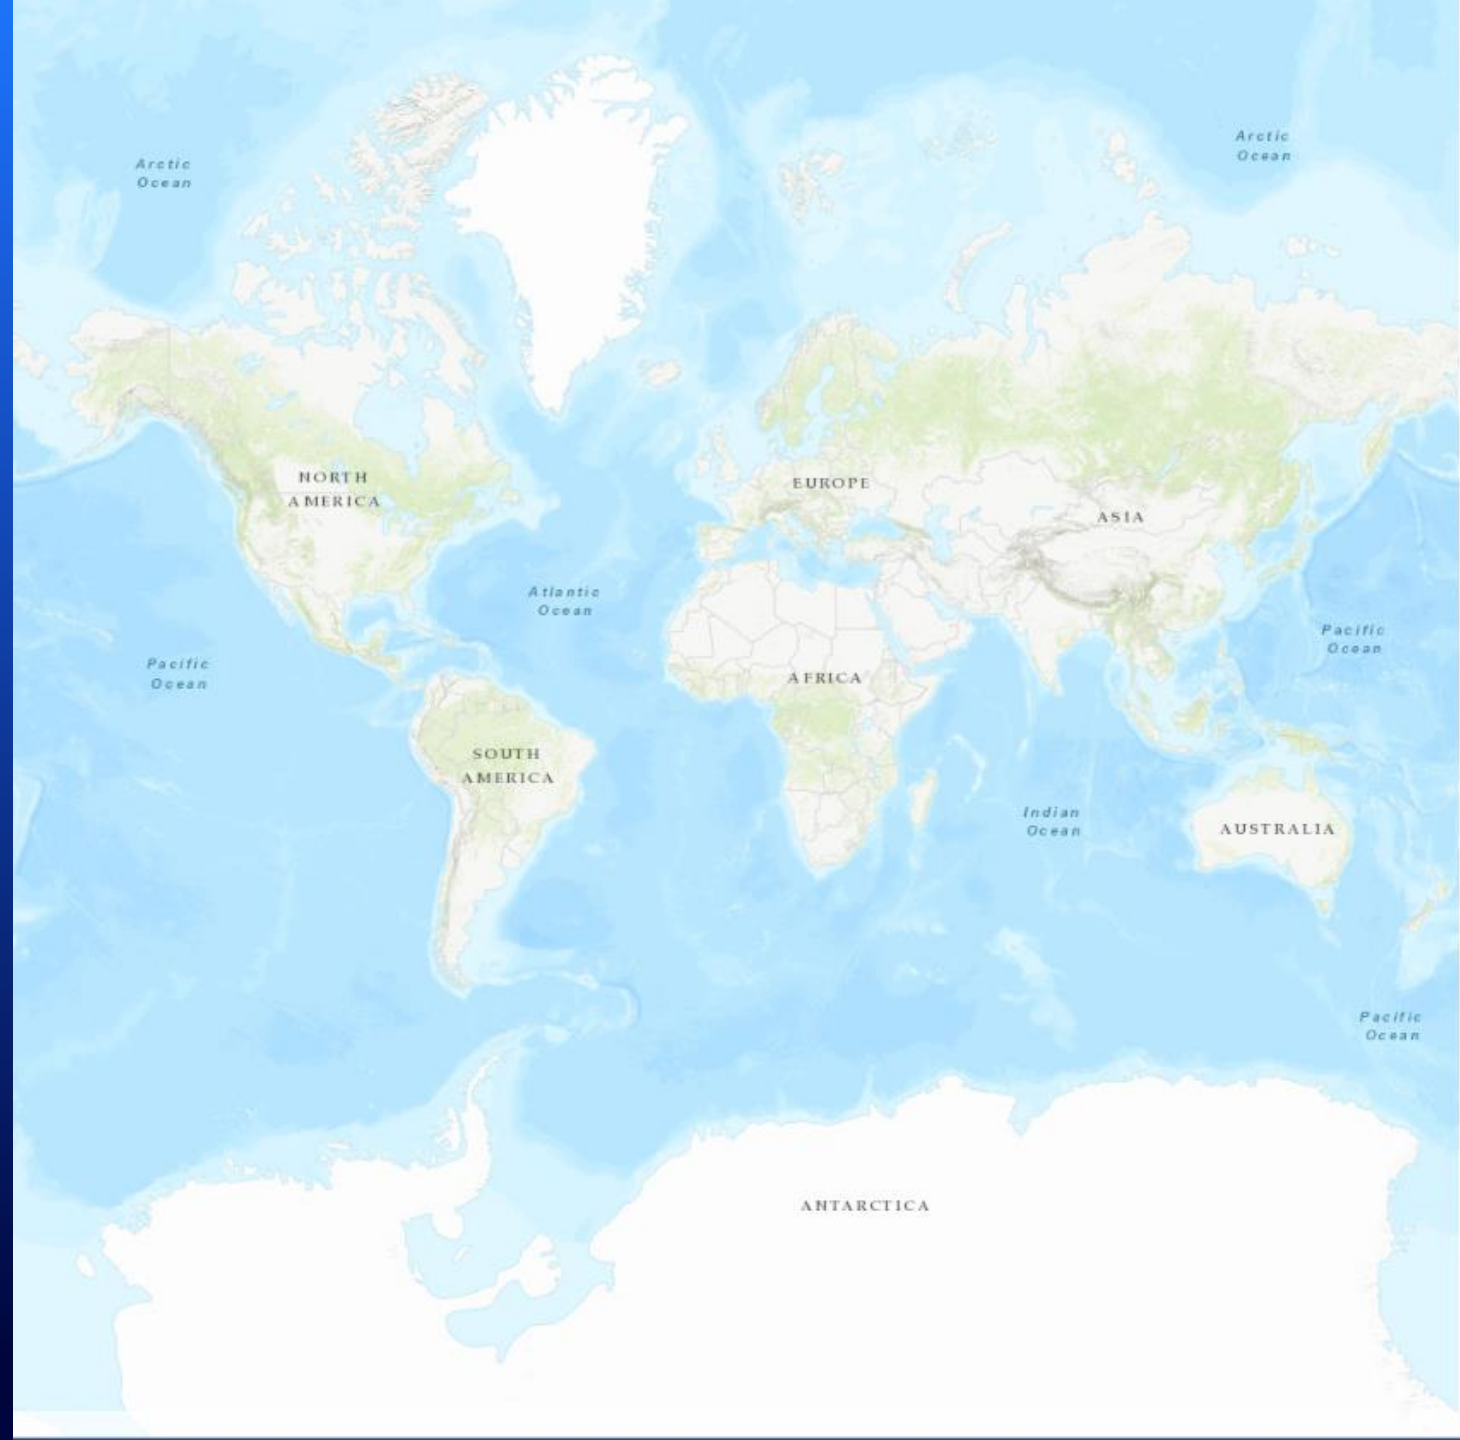 Arctic
Ocean
Arctic
Ocean
NORTH
AMERICA
EUROPE
ASIA
Atlantic
Ocean
Pacific
Ocean
Pacific
Ocean
AFRICA
SOUTH
AMERICA
Indian
Ocean
AUSTRALIA
Pacific
Ocean
ANTARCTICA